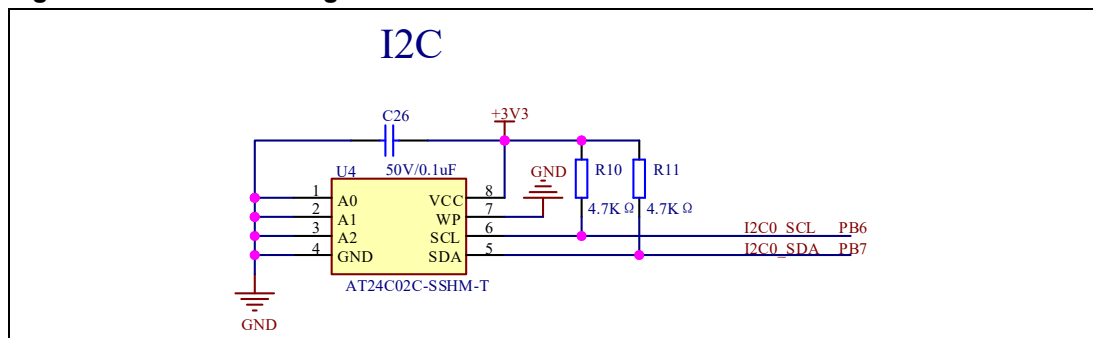 I2C
C26
+3V3
U4
50V/0.1uF
GND
R10
R11
4.7K Ω
4.7K Ω
1
A0
VCC
8
2
A1
WP
7
3
A2
SCL
6
I2C0_SCL
PB6
4
GND
SDA
5
I2C0_SDA
PB7
AT24C02C-SSHM-T
GND